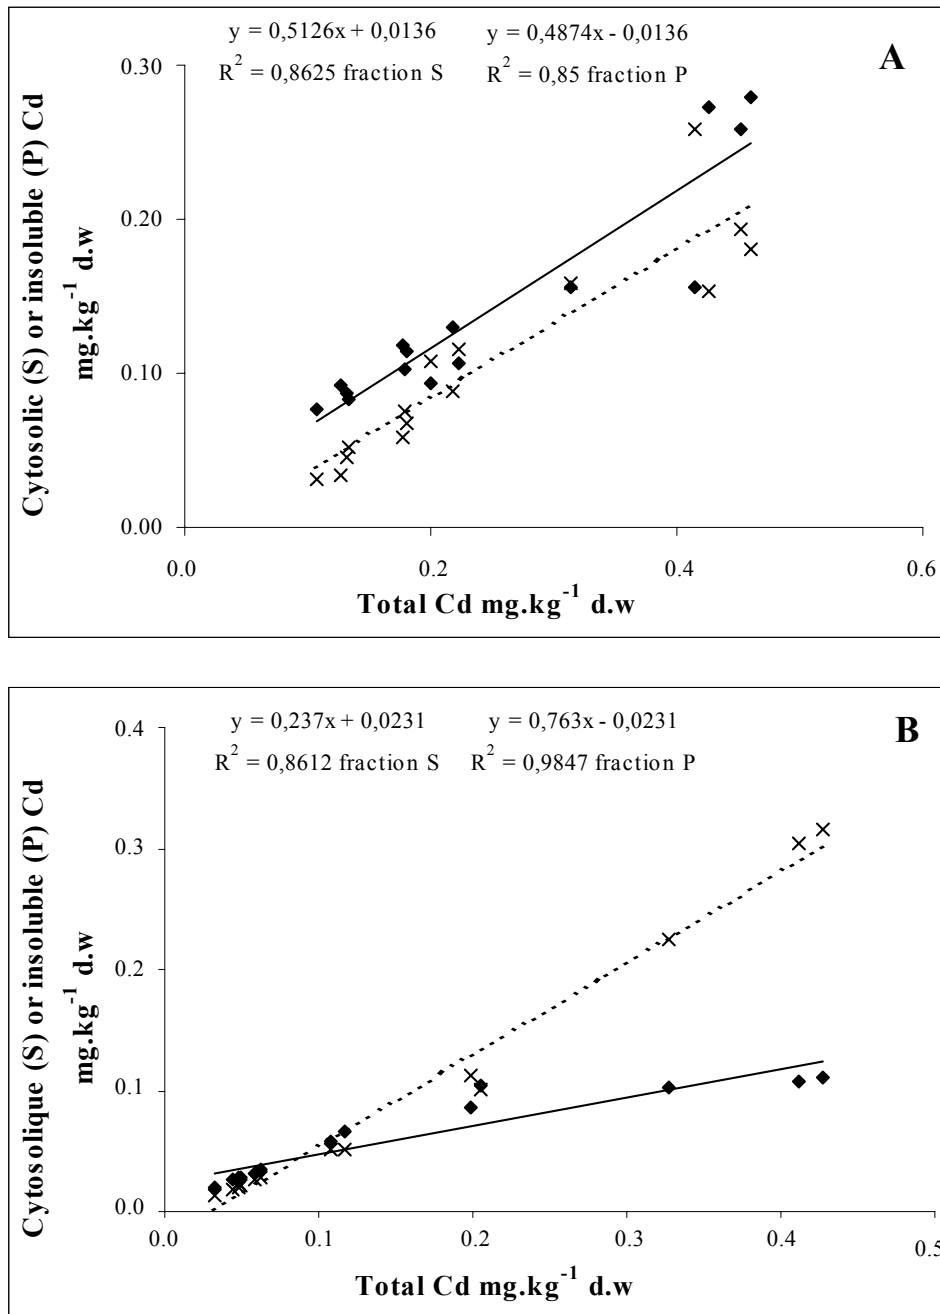 y = 0,5126x + 0,0136 y = 0,4874x - 0,0136
R² = 0,8625 fraction S R² = 0,85 fraction P
A
Cytosolic (S) or insoluble (P) Cd
mg.kg⁻¹ d.w
0.30
0.20
0.10
0.00
0.0 0.2 0.4 0.6
Total Cd mg.kg⁻¹ d.w
y = 0,237x + 0,0231 y = 0,763x - 0,0231
R² = 0,8612 fraction S R² = 0,9847 fraction P
B
Cytosolique (S) or insoluble (P) Cd
mg.kg⁻¹ d.w
0.4
0.3
0.2
0.1
0.0
0.0 0.1 0.2 0.3 0.4 0.5
Total Cd mg.kg⁻¹ d.w